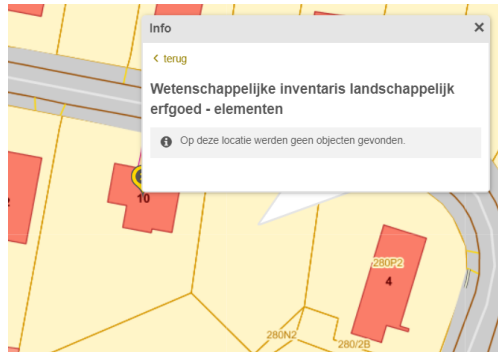 Info
×
< terug
Wetenschappelijke inventaris landschappelijk
erfgoed - elementen
Op deze locatie werden geen objecten gevonden.
10
280P2
4
280N2
280/2B